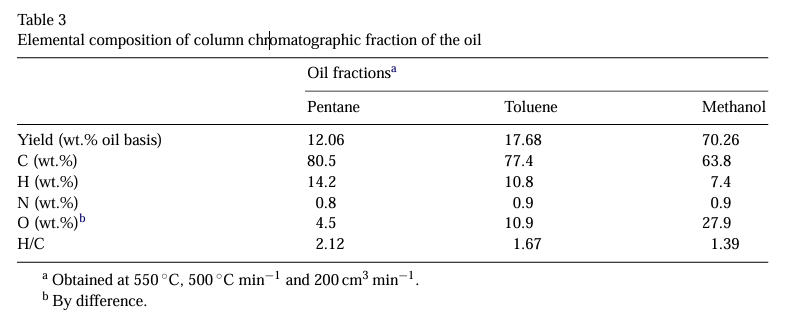 Table 3
Elemental composition of column chromatographic fraction of the oil
Oil fractionsᵃ
Pentane Toluene Methanol
Yield (wt.% oil basis) 12.06 17.68 70.26
C (wt.%) 80.5 77.4 63.8
H (wt.%) 14.2 10.8 7.4
N (wt.%) 0.8 0.9 0.9
O (wt.%)ᵇ 4.5 10.9 27.9
H/C 2.12 1.67 1.39
ᵃ Obtained at 550 °C, 500 °C min⁻¹ and 200 cm³ min⁻¹.
ᵇ By difference.